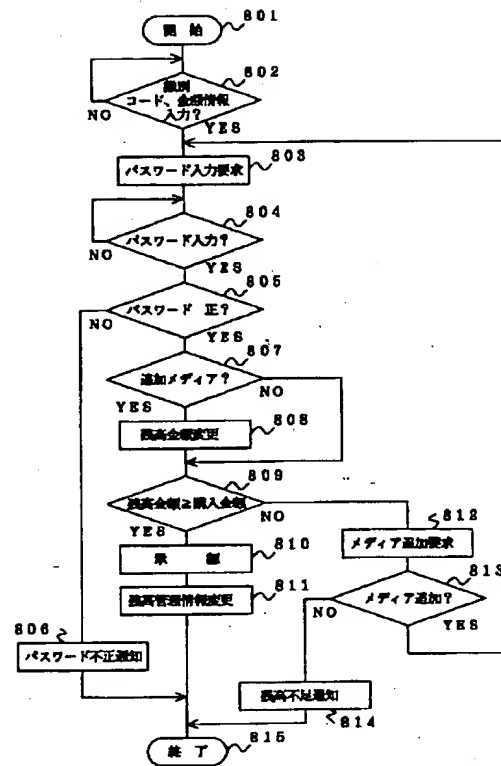 801
開 始
802
識別
コード、金額情報
入力?
NO
YES
803
パスワード入力要求
804
パスワード入力?
NO
YES
805
パスワード 正?
NO
YES
807
追加メディア?
NO
YES
808
残高金額変更
809
残高金額≧購入金額
NO
YES
810
承 認
811
残高管理情報変更
812
メディア追加要求
813
メディア追加?
NO
YES
806
パスワード不正通知
残高不足通知
814
815
終 了